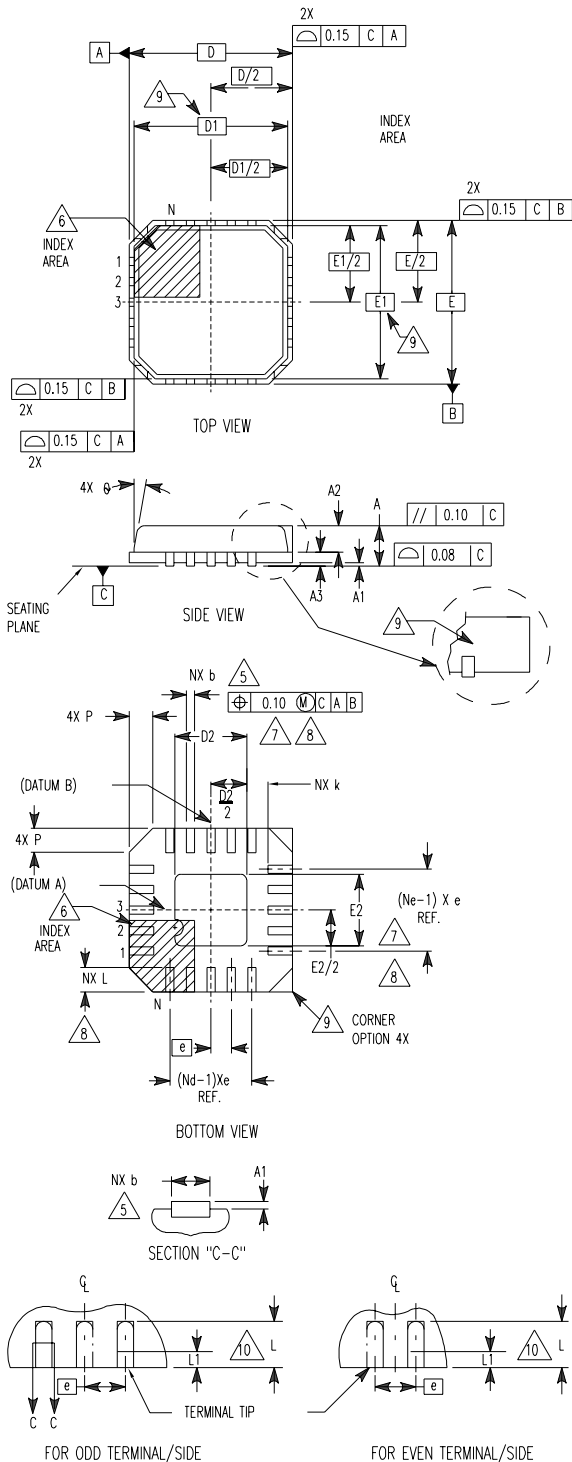 2X
0.15 C A
A
D
D/2
9
D1
D1/2
INDEX
AREA
2X
0.15 C B
6
INDEX
AREA
N
1
2
3
E1/2
E/2
E1
E
9
0.15 C B
2X
B
0.15 C A
2X
TOP VIEW
4X θ
A2
A
// 0.10 C
0.08 C
A3
A1
C
SEATING
PLANE
SIDE VIEW
9
NX b
5
0.10 M C A B
4X P
D2
7
8
(DATUM B)
D2
2
NX k
4X P
(DATUM A)
6
INDEX
AREA
3
2
1
E2
(Ne-1) X e
REF.
7
E2/2
8
NX L
8
N
9
CORNER
OPTION 4X
e
(Nd-1)Xe
REF.
BOTTOM VIEW
NX b
A1
5
SECTION "C-C"
CL
CL
10
L
L1
10
L
L1
e
e
C C
TERMINAL TIP
FOR ODD TERMINAL/SIDE
FOR EVEN TERMINAL/SIDE